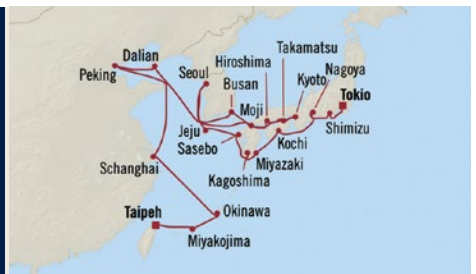 Hiroshima
Takamatsu
Dalian
Peking
Seoul
Busan
Moji
Kyoto
Nagoya
Tokio
Jeju
Sasebo
Kochi
Shimizu
Schanghai
Kagoshima
Miyazaki
Taipeh
Okinawa
Miyakojima